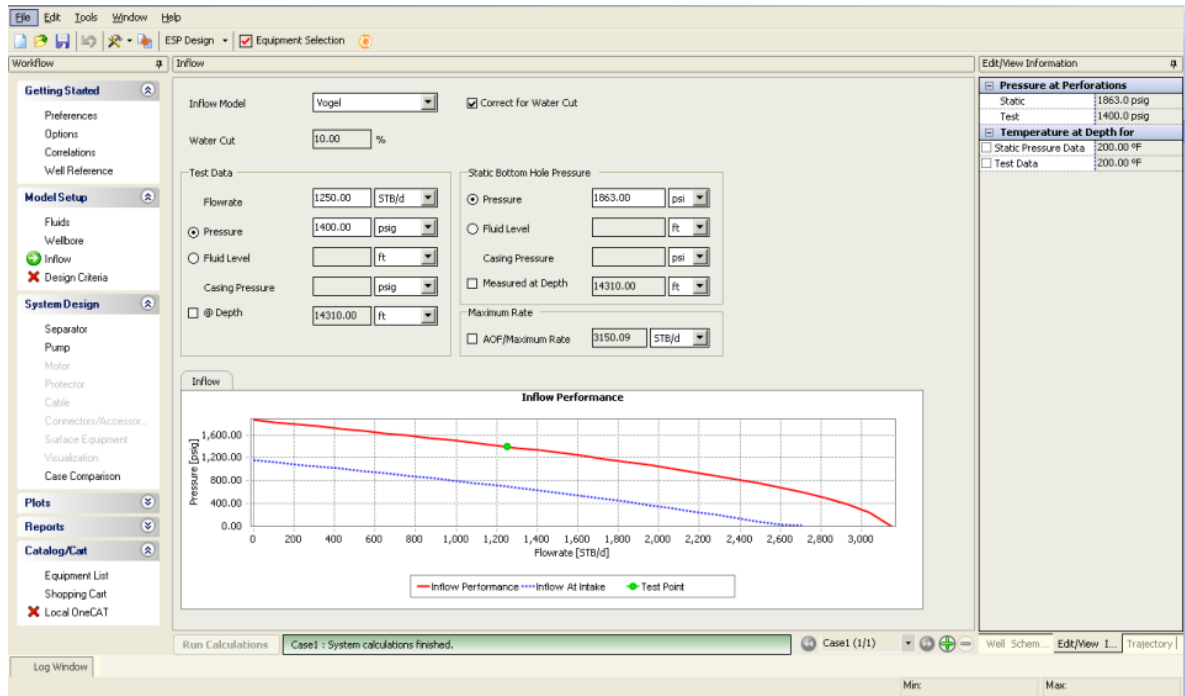 File Edit Tools Window Help
ESP Design Equipment Selection
Workflow
Getting Started
Preferences
Options
Correlations
Well Reference
Model Setup
Fluids
Wellbore
Inflow
Design Criteria
System Design
Separator
Pump
Motor
Protector
Cable
Connectors/Accessor...
Surface Equipment
Visualization
Case Comparison
Plots
Reports
Catalog/Cart
Equipment List
Shopping Cart
Local OneCAT
Inflow
Inflow Model Vogel Correct for Water Cut
Water Cut 10.00 %
Test Data
Flowrate 1250.00 STB/d
Pressure 1400.00 psig
Fluid Level ft
Casing Pressure psig
@ Depth 14310.00 ft
Static Bottom Hole Pressure
Pressure 1863.00 psi
Fluid Level ft
Casing Pressure psi
Measured at Depth 14310.00 ft
Maximum Rate
AOF/Maximum Rate 3150.09 STB/d
Inflow
Inflow Performance
Pressure [psig]
1,600.00
1,200.00
800.00
400.00
0.00
0 200 400 600 800 1,000 1,200 1,400 1,600 1,800 2,000 2,200 2,400 2,600 2,800 3,000
Flowrate [STB/d]
Inflow Performance Inflow At Intake Test Point
Run Calculations Case1 : System calculations finished. Case1 (1/1)
Edit/View Information
Pressure at Perforations
Static 1863.0 psig
Test 1400.0 psig
Temperature at Depth for
Static Pressure Data 200.00 °F
Test Data 200.00 °F
Well Schem... Edit/View I... Trajectory
Log Window
Min: Max: